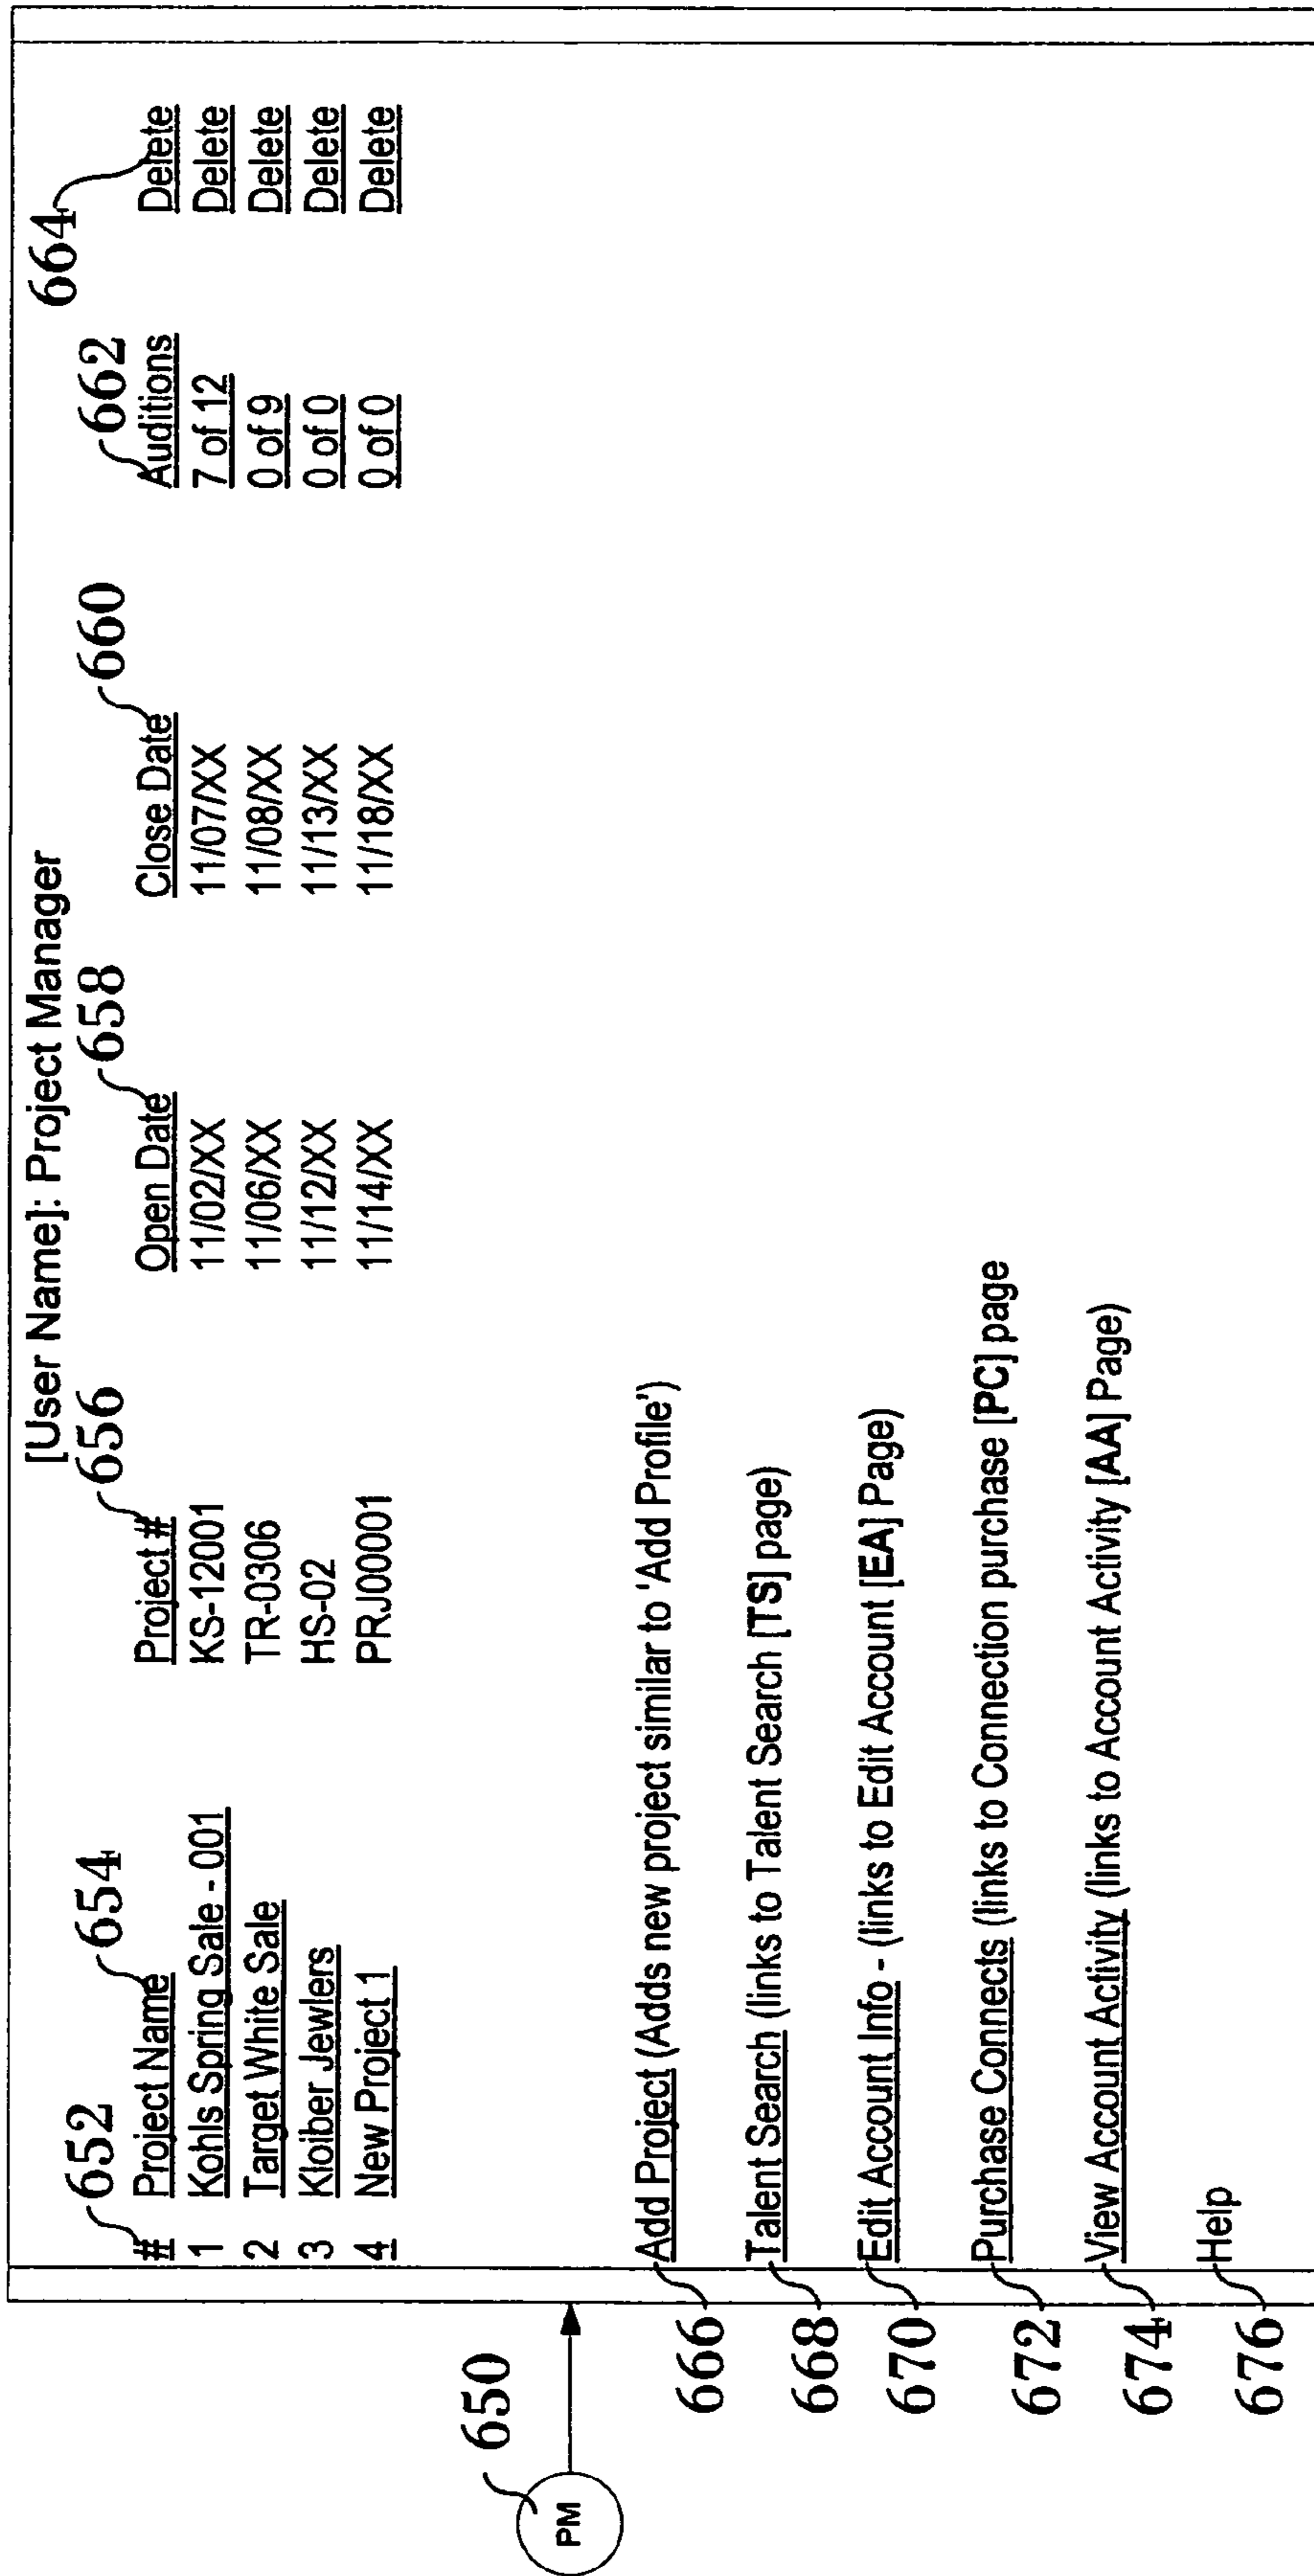 [User Name]: Project Manager
652 654 656 658 660 662 664
# Project Name Project # Open Date Close Date Auditions Delete
1 Kohls Spring Sale - 001 KS-12001 11/02/XX 11/07/XX 7 of 12 Delete
2 Target White Sale TR-0306 11/06/XX 11/08/XX 0 of 9 Delete
3 Kloiber Jewlers HS-02 11/12/XX 11/13/XX 0 of 0 Delete
4 New Project 1 PRJ00001 11/14/XX 11/18/XX 0 of 0 Delete
650
PM
Add Project (Adds new project similar to 'Add Profile')
666
Talent Search (links to Talent Search [TS] page)
668
Edit Account Info - (links to Edit Account [EA] Page)
670
Purchase Connects (links to Connection purchase [PC] page
672
View Account Activity (links to Account Activity [AA] Page)
674
Help
676